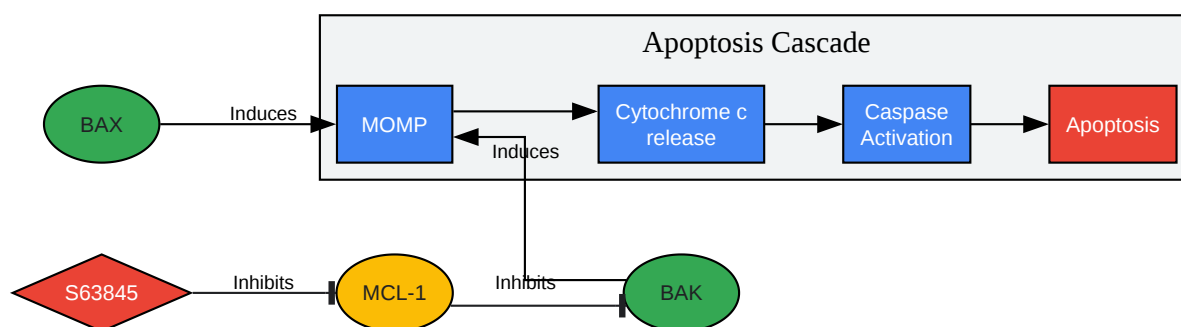 Apoptosis Cascade
BAX
Induces
MOMP
Cytochrome c
release
Caspase
Activation
Apoptosis
Induces
S63845
Inhibits
MCL-1
Inhibits
BAK